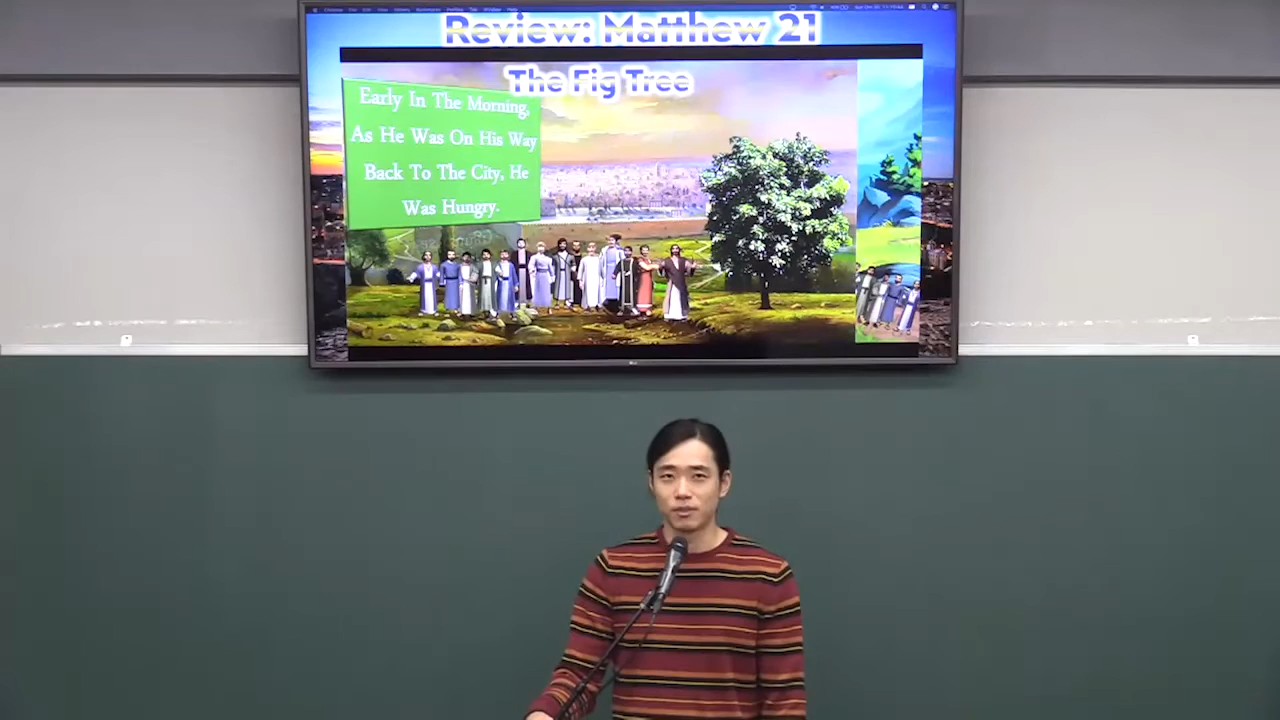 Review: Matthew 21
The Fig Tree
Early In The Morning,
As He Was On His Way
Back To The City, He
Was Hungry.